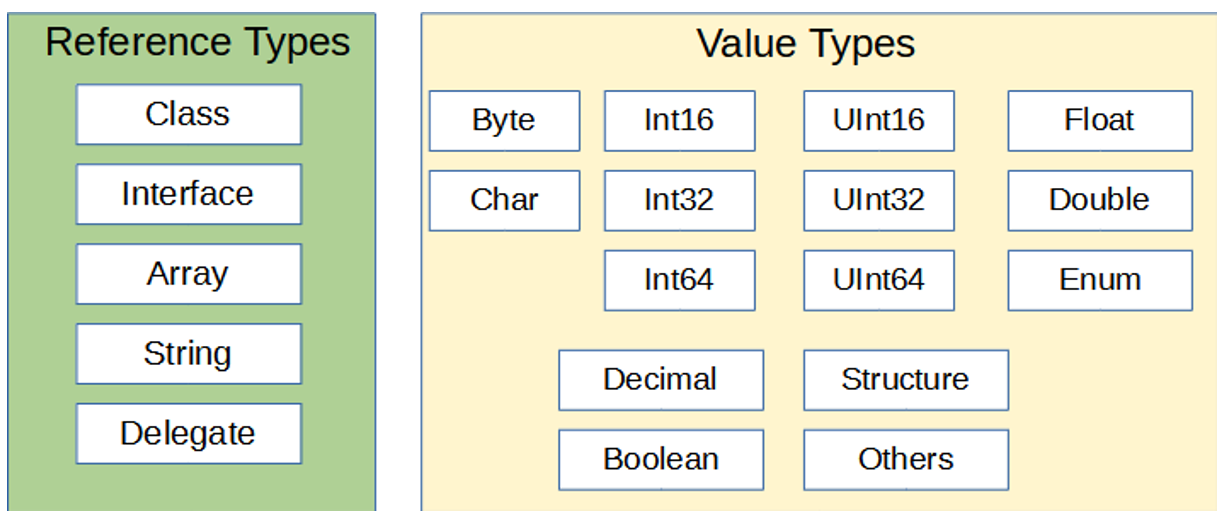 Reference Types
Class
Interface
Array
String
Delegate
Value Types
Byte
Int16
UInt16
Float
Char
Int32
UInt32
Double
Int64
UInt64
Enum
Decimal
Structure
Boolean
Others